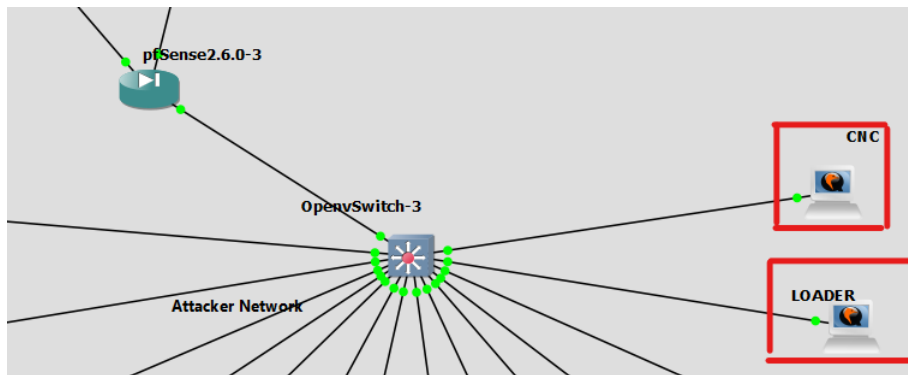 pfSense2.6.0-3
CNC
OpenvSwitch-3
LOADER
Attacker Network